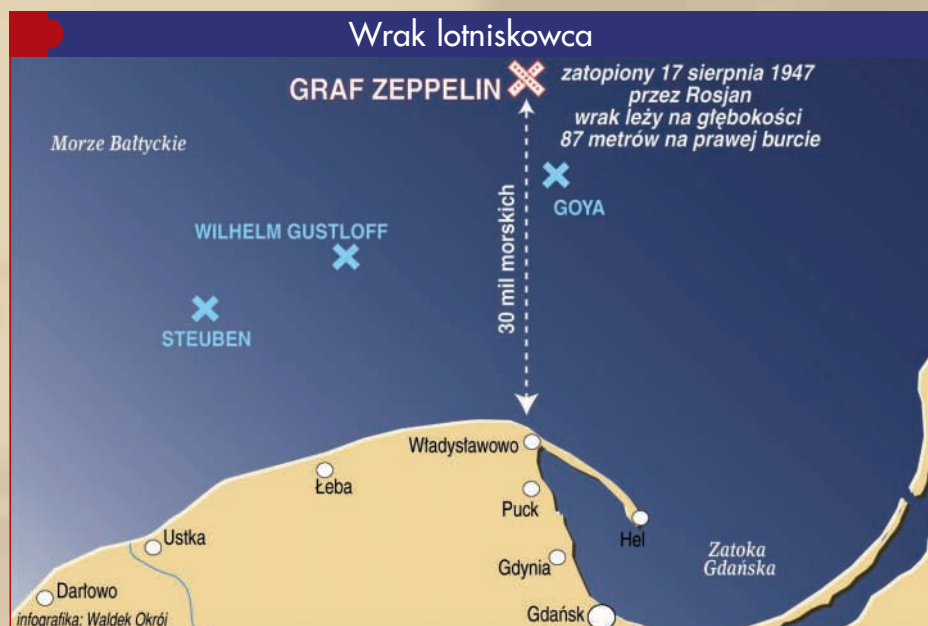 Wrak lotniskowca
GRAF ZEPPELIN
zatopiony 17 sierpnia 1947
przez Rosjan
wrak leży na głębokości
87 metrów na prawej burcie
Morze Bałtyckie
GOYA
WILHELM GUSTLOFF
30 mil morskich
STEUBEN
Władysławowo
Łeba
Puck
Hel
Ustka
Zatoka
Gdańska
Gdynia
Darłowo
Gdańsk
infografika: Waldek Okrój